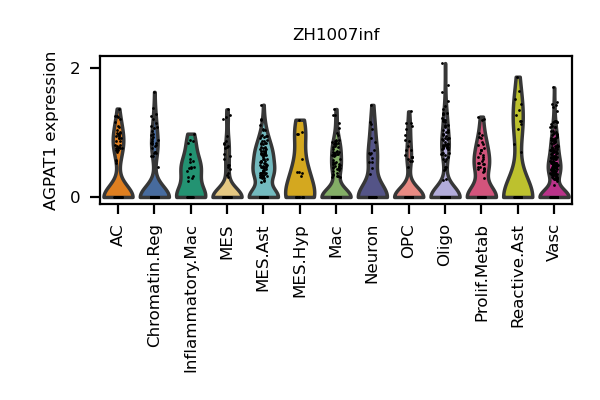 ZH1007inf
AGPAT1 expression
2
0
AC
Chromatin.Reg
Inflammatory.Mac
MES
MES.Ast
MES.Hyp
Mac
Neuron
OPC
Oligo
Prolif.Metab
Reactive.Ast
Vasc